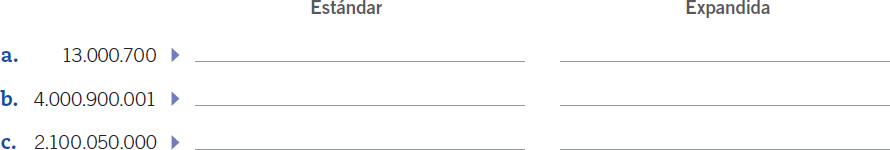 Estándar Expandida
a. 13.000.700
b. 4.000.900.001
c. 2.100.050.000